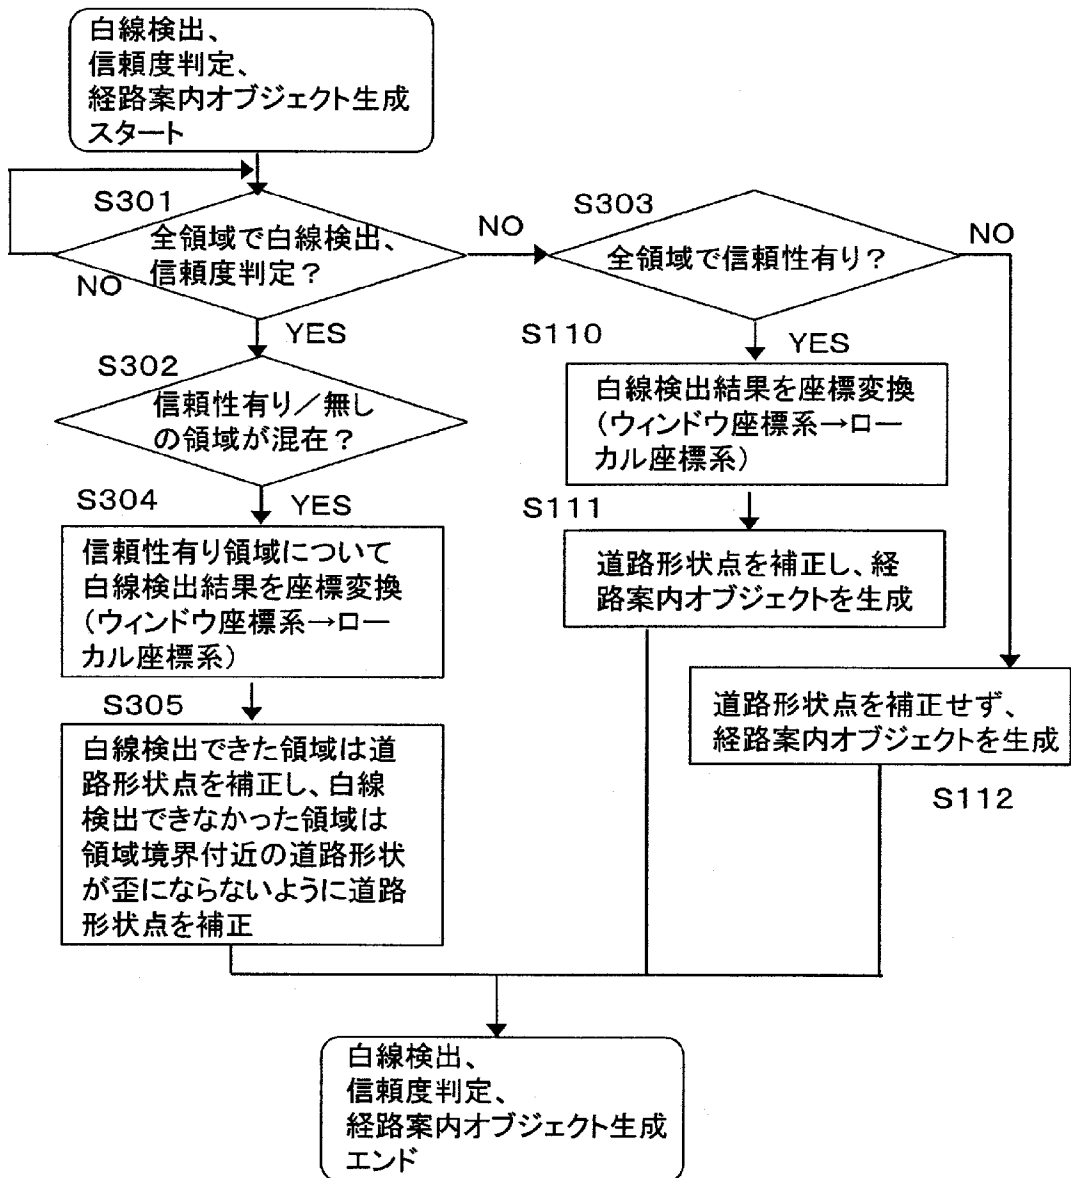 白線検出、
信頼度判定、
経路案内オブジェクト生成
スタート
S301
全領域で白線検出、
信頼度判定？
NO
YES
NO
S303
全領域で信頼性有り？
NO
YES
S302
信頼性有り／無し
の領域が混在？
YES
S110
白線検出結果を座標変換
（ウィンドウ座標系→ロー
カル座標系）
S111
道路形状点を補正し、経
路案内オブジェクトを生成
S304
信頼性有り領域について
白線検出結果を座標変換
（ウィンドウ座標系→ロー
カル座標系）
S305
白線検出できた領域は道
路形状点を補正し、白線
検出できなかった領域は
領域境界付近の道路形状
が歪にならないように道路
形状点を補正
道路形状点を補正せず、
経路案内オブジェクトを生成
S112
白線検出、
信頼度判定、
経路案内オブジェクト生成
エンド